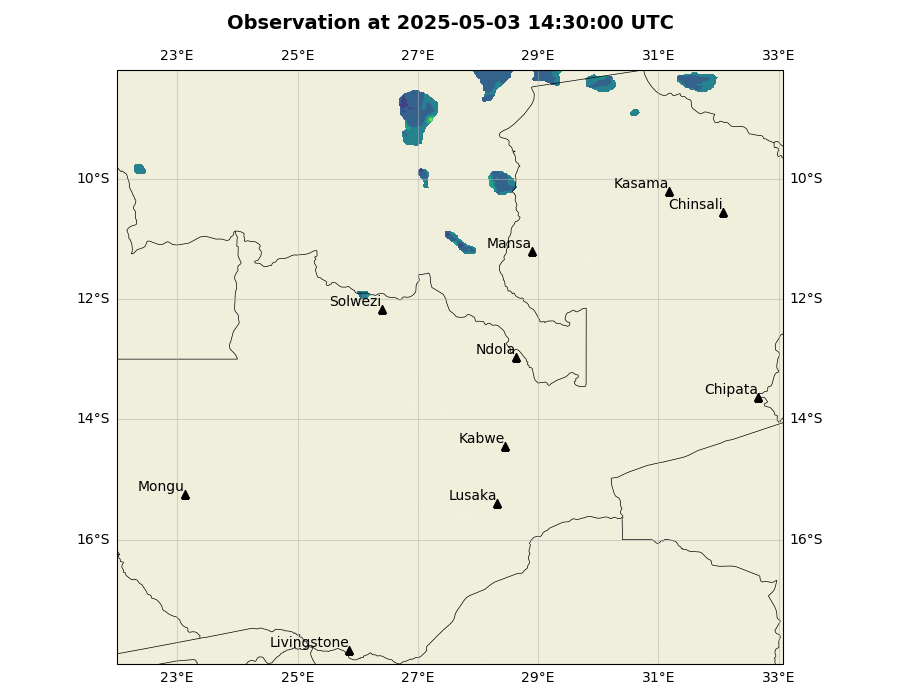 Observation at 2025-05-03 14:30:00 UTC
23°E 25°E 27°E 29°E 31°E 33°E
10°S 10°S
Kasama
Chinsali
Mansa
12°S 12°S
Solwezi
Ndola
Chipata
14°S 14°S
Kabwe
Mongu
Lusaka
16°S 16°S
Livingstone
23°E 25°E 27°E 29°E 31°E 33°E